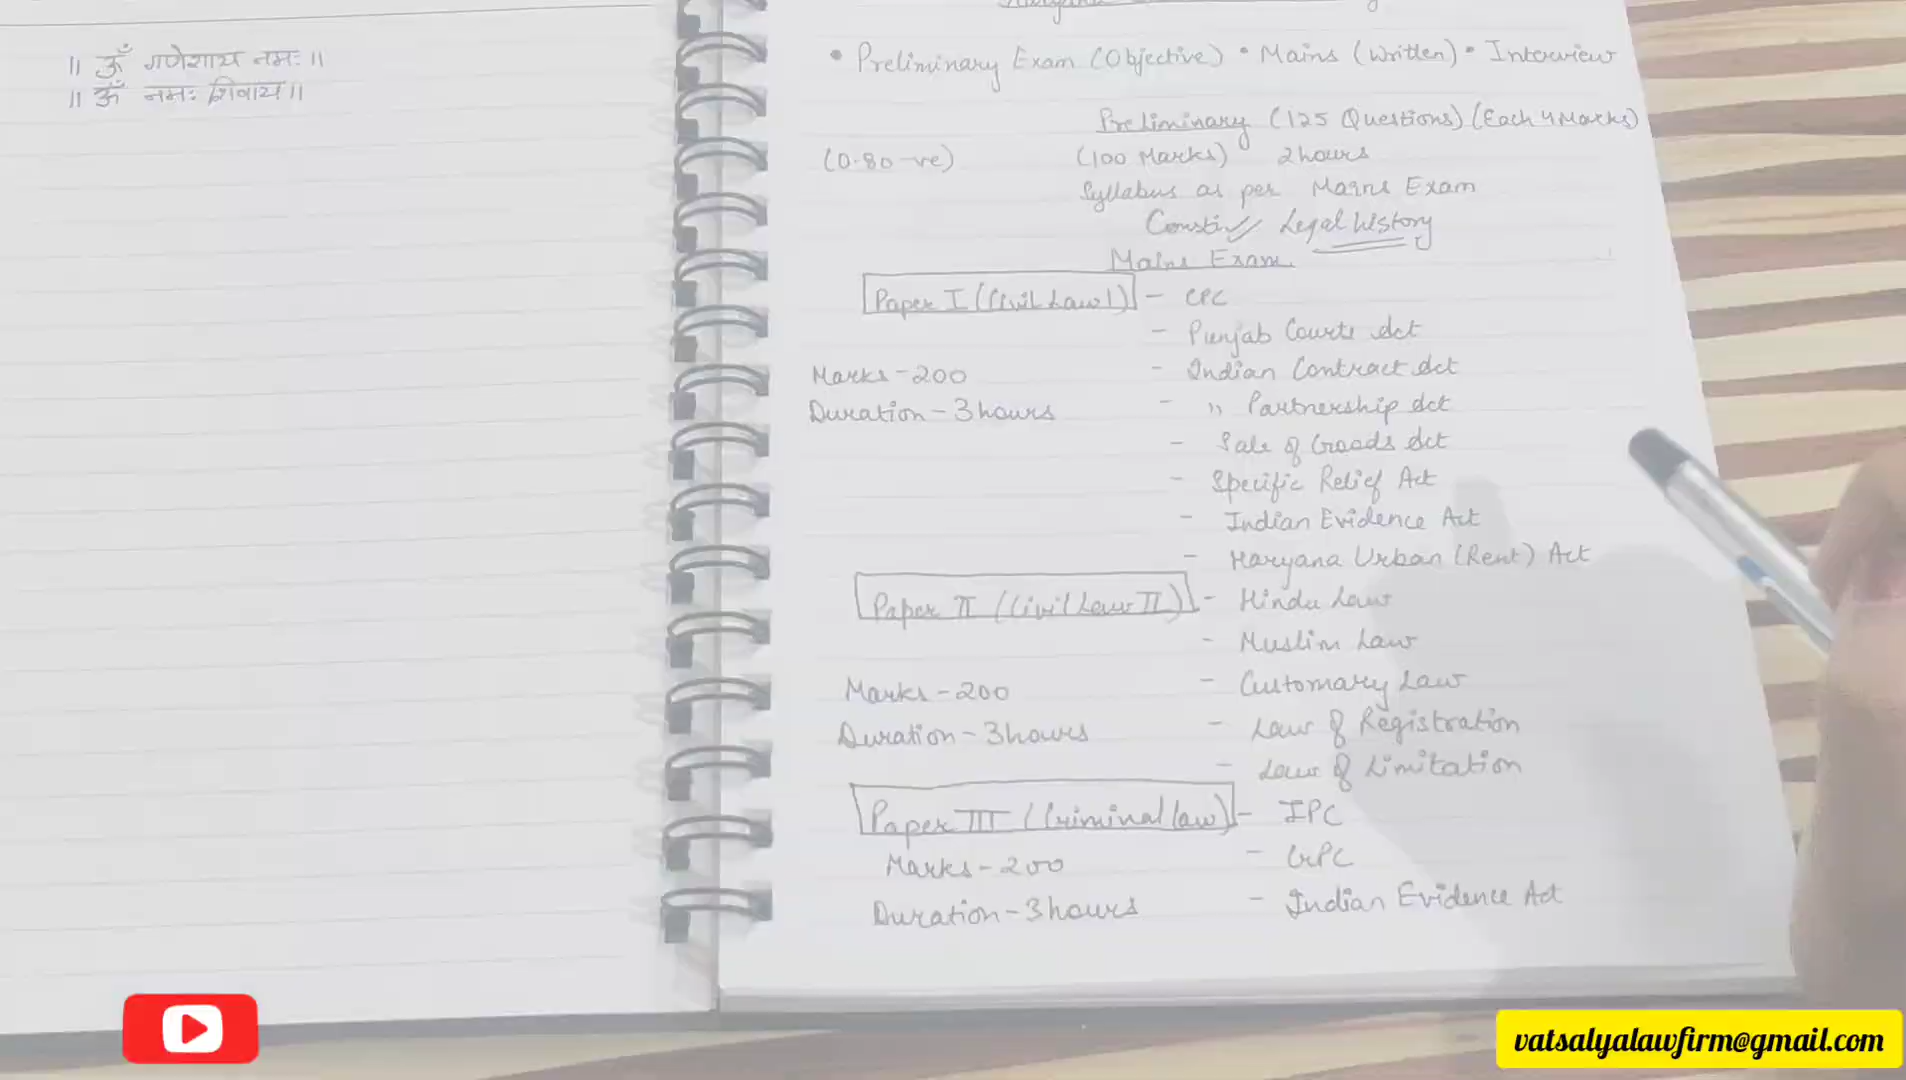 ॥ ॐ गणेशाय नमः ॥
॥ ॐ नमः शिवाय ॥
• Preliminary Exam (Objective) • Mains (Written) • Interview
Preliminary (125 Questions) (Each 4 Marks)
(0.80 -ve) (100 Marks) 2 hours
Syllabus as per Mains Exam
Consti Legal history
Mains Exam
Paper I (Civil Law I) - CPC
- Punjab Courts Act
Marks - 200 - Indian Contract Act
Duration - 3 hours - " Partnership Act
- Sale of Goods Act
- Specific Relief Act
- Indian Evidence Act
- Haryana Urban (Rent) Act
Paper II (Civil Law II) - Hindu Law
- Muslim Law
Marks - 200 - Customary Law
Duration - 3 hours - Law of Registration
- Law of Limitation
Paper III (Criminal law) - IPC
Marks - 200 - CrPC
Duration - 3 hours - Indian Evidence Act
vatsalyalawfirm@gmail.com